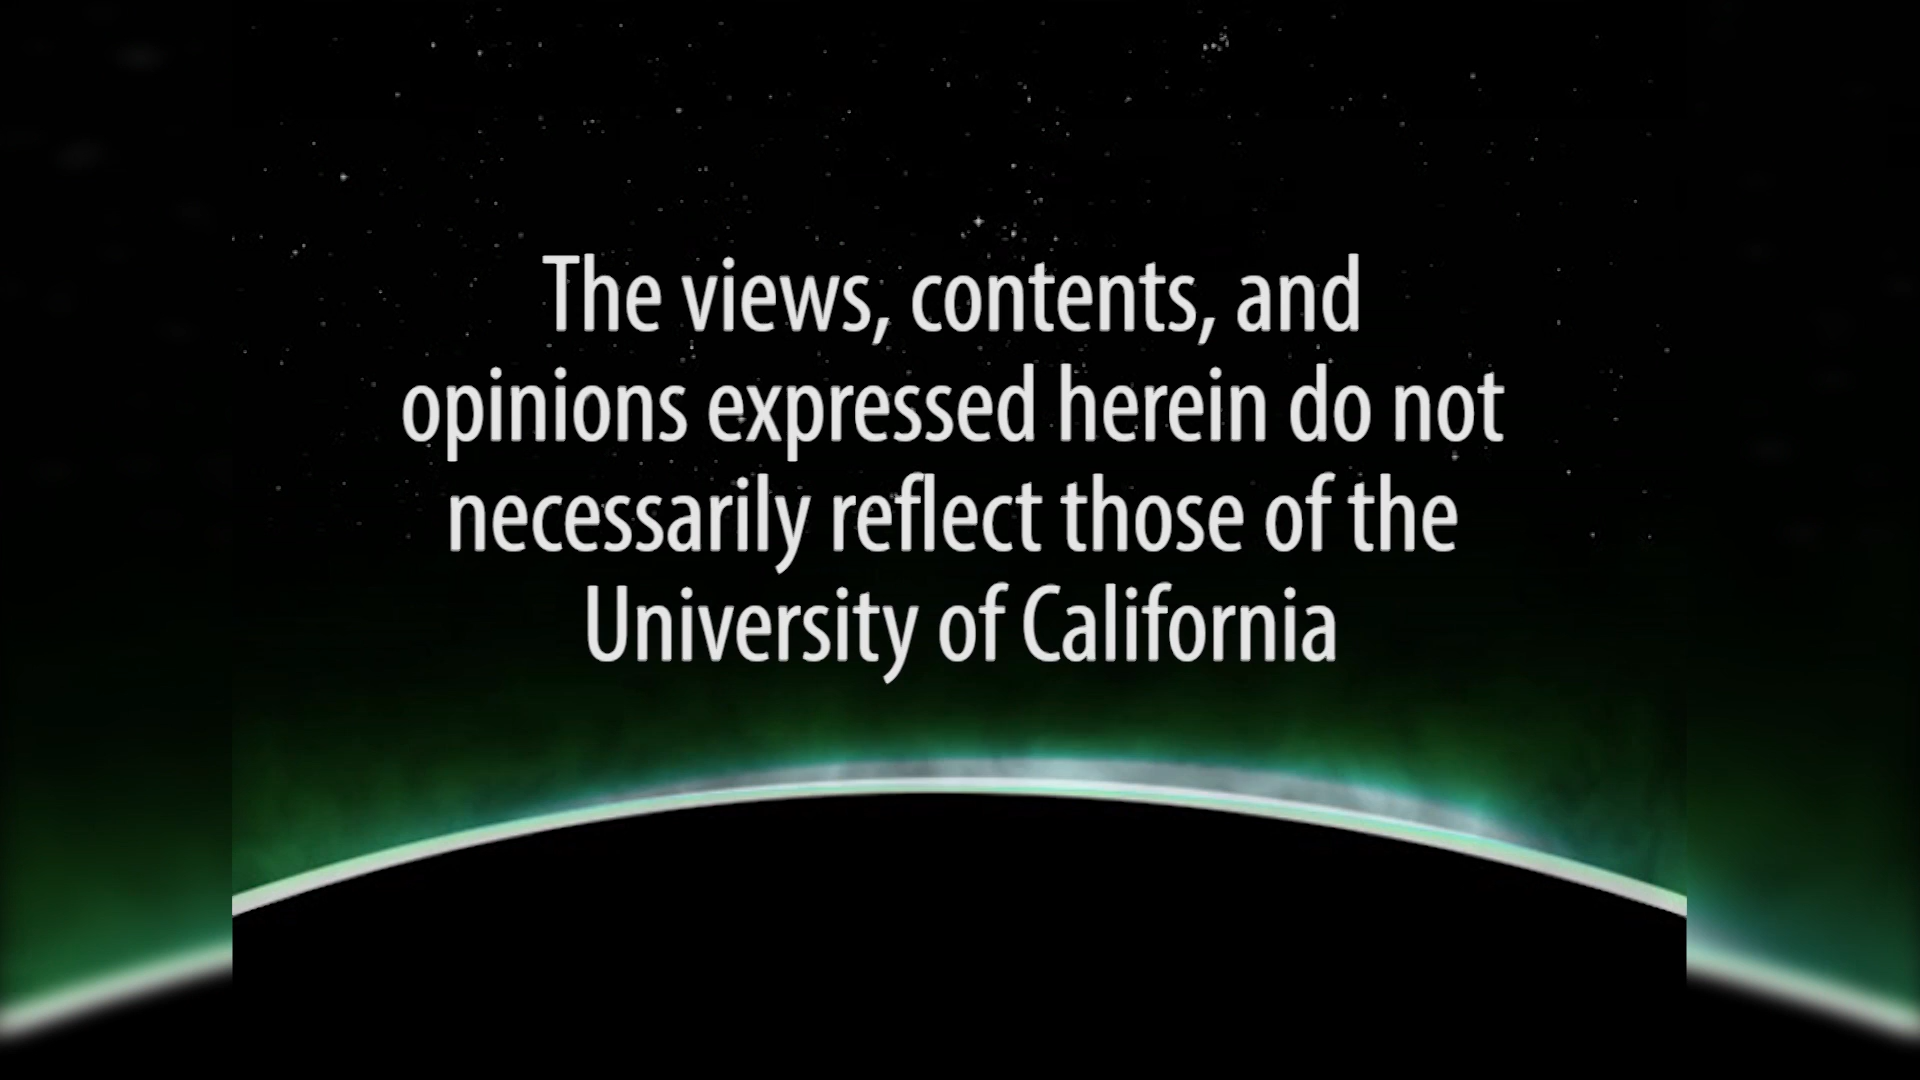 The views, contents, and
opinions expressed herein do not
necessarily reflect those of the
University of California